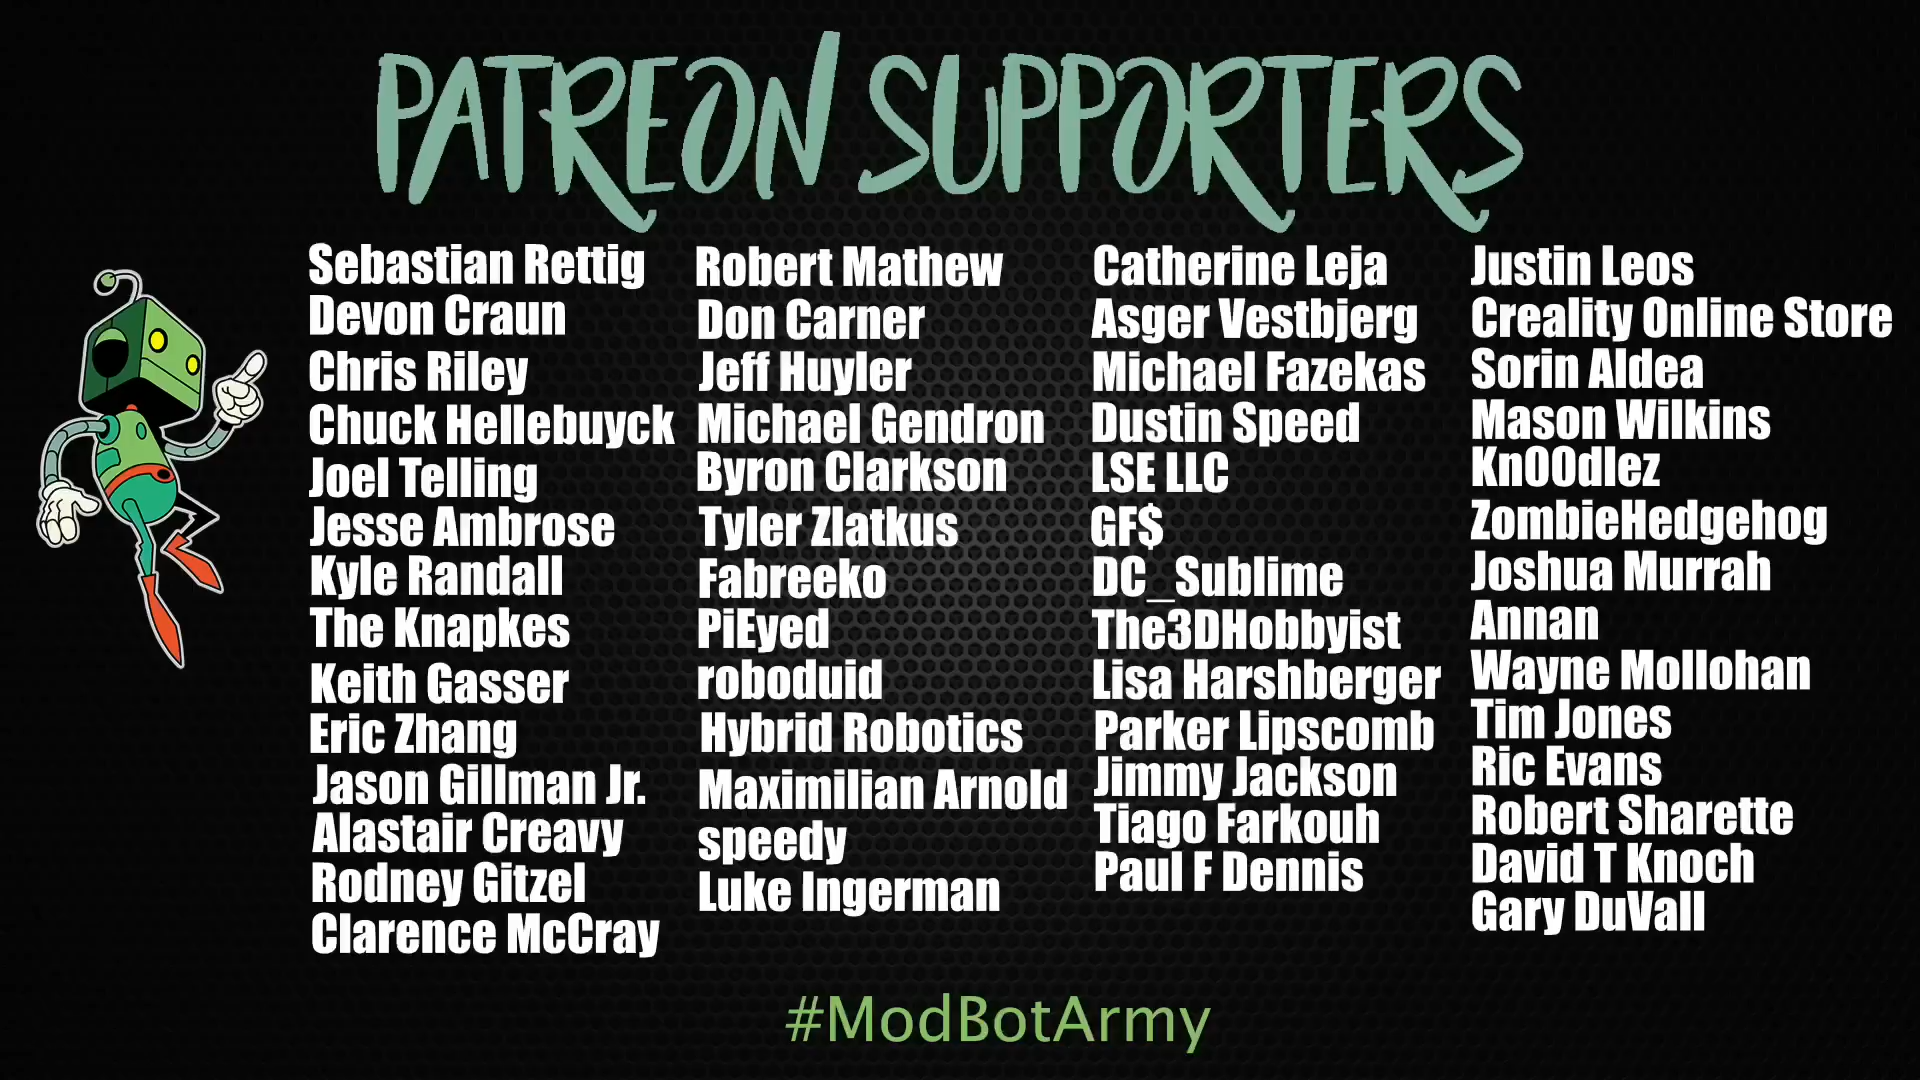 PATREON SUPPORTERS
Sebastian Rettig
Devon Craun
Chris Riley
Chuck Hellebuyck
Joel Telling
Jesse Ambrose
Kyle Randall
The Knapkes
Keith Gasser
Eric Zhang
Jason Gillman Jr.
Alastair Creavy
Rodney Gitzel
Clarence McCray
Robert Mathew
Don Carner
Jeff Huyler
Michael Gendron
Byron Clarkson
Tyler Zlatkus
Fabreeko
PiEyed
roboduid
Hybrid Robotics
Maximilian Arnold
speedy
Luke Ingerman
Catherine Leja
Asger Vestbjerg
Michael Fazekas
Dustin Speed
LSE LLC
GF$
DC_Sublime
The3DHobbyist
Lisa Harshberger
Parker Lipscomb
Jimmy Jackson
Tiago Farkouh
Paul F Dennis
Justin Leos
Creality Online Store
Sorin Aldea
Mason Wilkins
Kn00dlez
ZombieHedgehog
Joshua Murrah
Annan
Wayne Mollohan
Tim Jones
Ric Evans
Robert Sharette
David T Knoch
Gary DuVall
#ModBotArmy